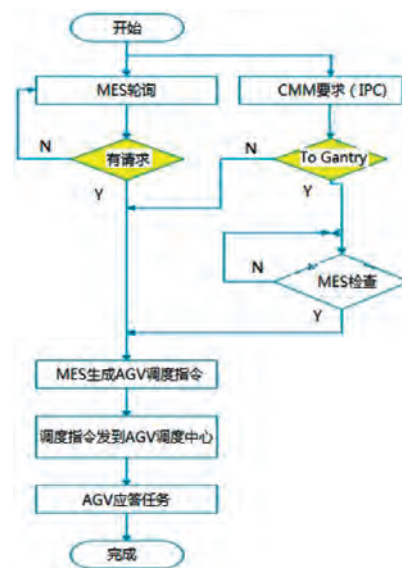 开始
MES轮询
CMM要求（IPC)
N
有请求
N
To Gantry
Y
Y
N
MES检查
Y
MES生成AGV调度指令
调度指令发到AGV调度中心
AGV应答任务
完成